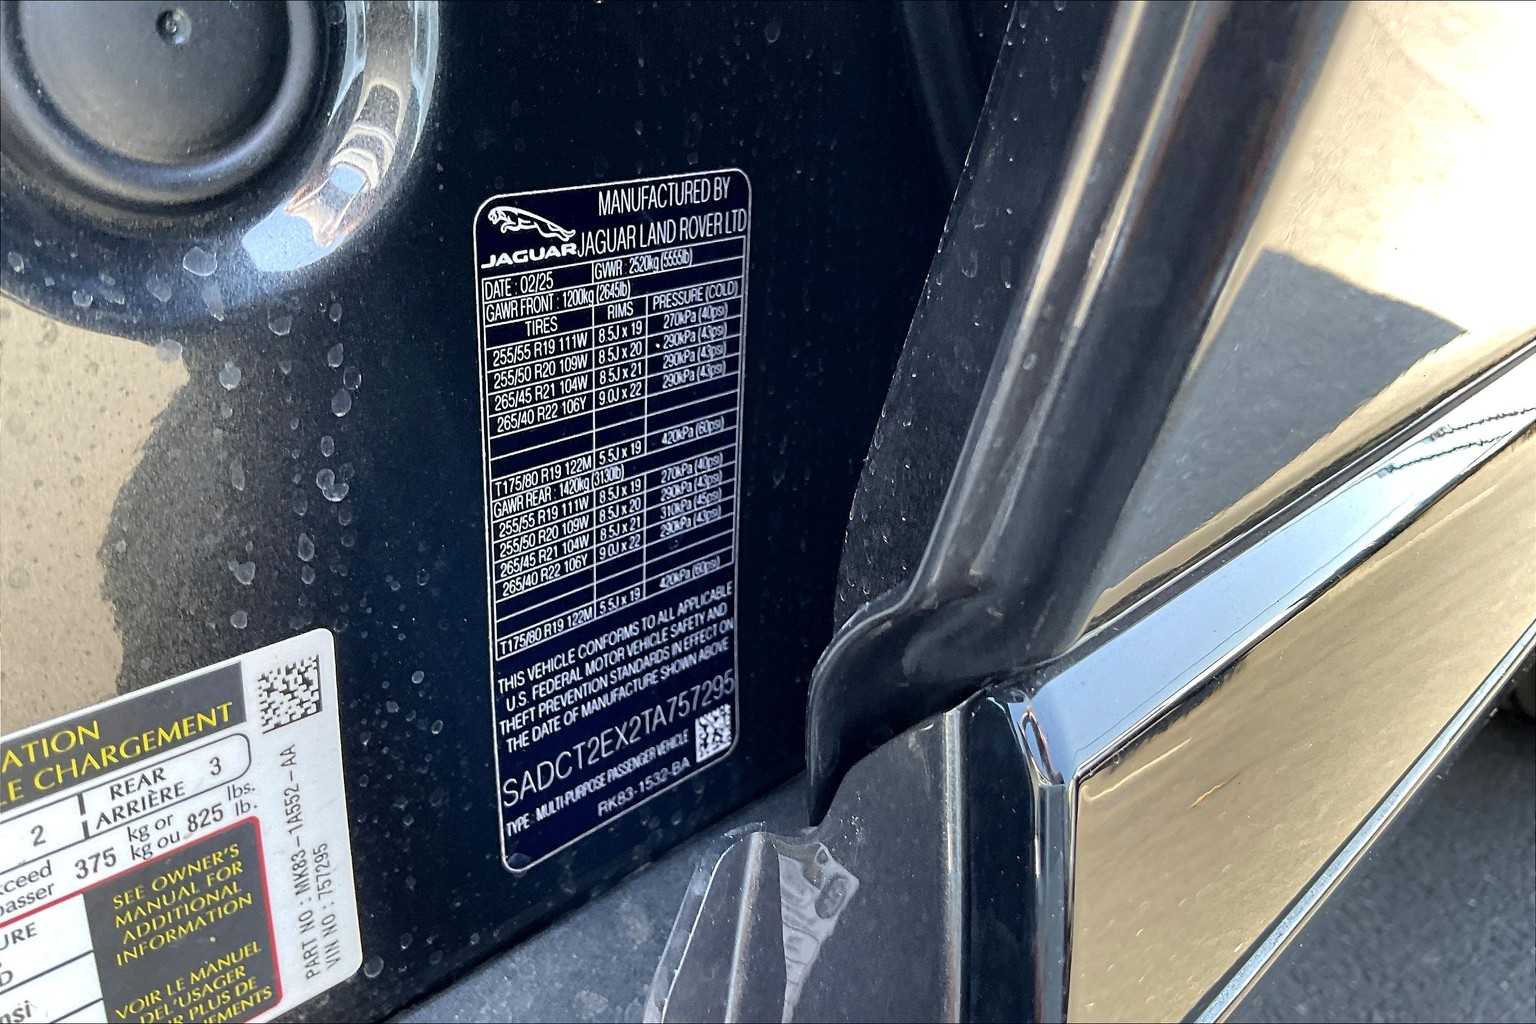 MANUFACTURED BY
JAGUAR LAND ROVER LTD
JAGUAR
DATE : 02/25 GVWR : 2520kg (5555lb)
GAWR FRONT : 1200kg (2645lb)
TIRES RIMS PRESSURE (COLD)
255/55 R19 111W 8.5J x 19 270kPa (40psi)
255/50 R20 109W 8.5J x 20 290kPa (43psi)
265/45 R21 104W 8.5J x 21 290kPa (43psi)
265/40 R22 106Y 9.0J x 22 290kPa (43psi)
T175/80 R19 122M 5.5J x 19 420kPa (60psi)
GAWR REAR : 1420kg (3130lb)
255/55 R19 111W 8.5J x 19 270kPa (40psi)
255/50 R20 109W 8.5J x 20 290kPa (43psi)
265/45 R21 104W 8.5J x 21 310kPa (45psi)
265/40 R22 106Y 9.0J x 22 290kPa (43psi)
T175/80 R19 122M 5.5J x 19 420kPa (60psi)
THIS VEHICLE CONFORMS TO ALL APPLICABLE
U.S. FEDERAL MOTOR VEHICLE SAFETY AND
THEFT PREVENTION STANDARDS IN EFFECT ON
THE DATE OF MANUFACTURE SHOWN ABOVE
SADCT2EX2TA757295
TYPE : MULTI-PURPOSE PASSENGER VEHICLE
RK83-1532-BA
ATION
LE CHARGEMENT
2 REAR
ARRIÈRE 3
xceed 375 kg or 825 lbs.
passer kg ou lb.
URE
D
psi
SEE OWNER'S
MANUAL FOR
ADDITIONAL
INFORMATION
VOIR LE MANUEL
DE L'USAGER
R PLUS DE
NEMENTS
PART NO : MK83-1A552-AA
VIN NO : 757295